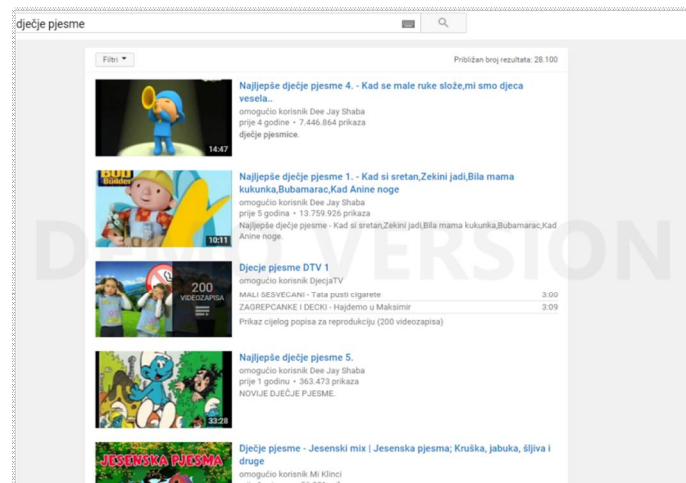 dječje pjesme
Filtri
Približan broj rezultata: 28.100
Najljepše dječje pjesme 4. - Kad se male ruke slože,mi smo djeca
vesela..
omogućio korisnik Dee Jay Shaba
prije 4 godine • 7.446.864 prikaza
dječje pjesmice.
14:47
BOB
Builder
Najljepše dječje pjesme 1. - Kad si sretan,Zekini jadi,Bila mama
kukunka,Bubamarac,Kad Anine noge
omogućio korisnik Dee Jay Shaba
prije 5 godina • 13.759.926 prikaza
Najljepše dječje pjesme - Kad si sretan,Zekini jadi,Bila mama kukunka,Bubamarac,Kad
Anine noge.
10:11
DEMO VERSION
Djecje pjesme DTV 1
omogućio korisnik DjecjaTV
200
VIDEOZAPISA
MALI SESVECANI - Tata pusti cigarete 3:00
ZAGREPCANKE I DECKI - Hajdemo u Maksimir 3:09
Prikaz cijelog popisa za reprodukciju (200 videozapisa)
Najljepše dječje pjesme 5.
omogućio korisnik Dee Jay Shaba
prije 1 godinu • 363.473 prikaza
NOVIJE DJEČJE PJESME.
33:28
Dječje pjesme - Jesenski mix | Jesenska pjesma; Kruška, jabuka, šljiva i
druge
JESENSKA PJESMA
omogućio korisnik Mi Klinci